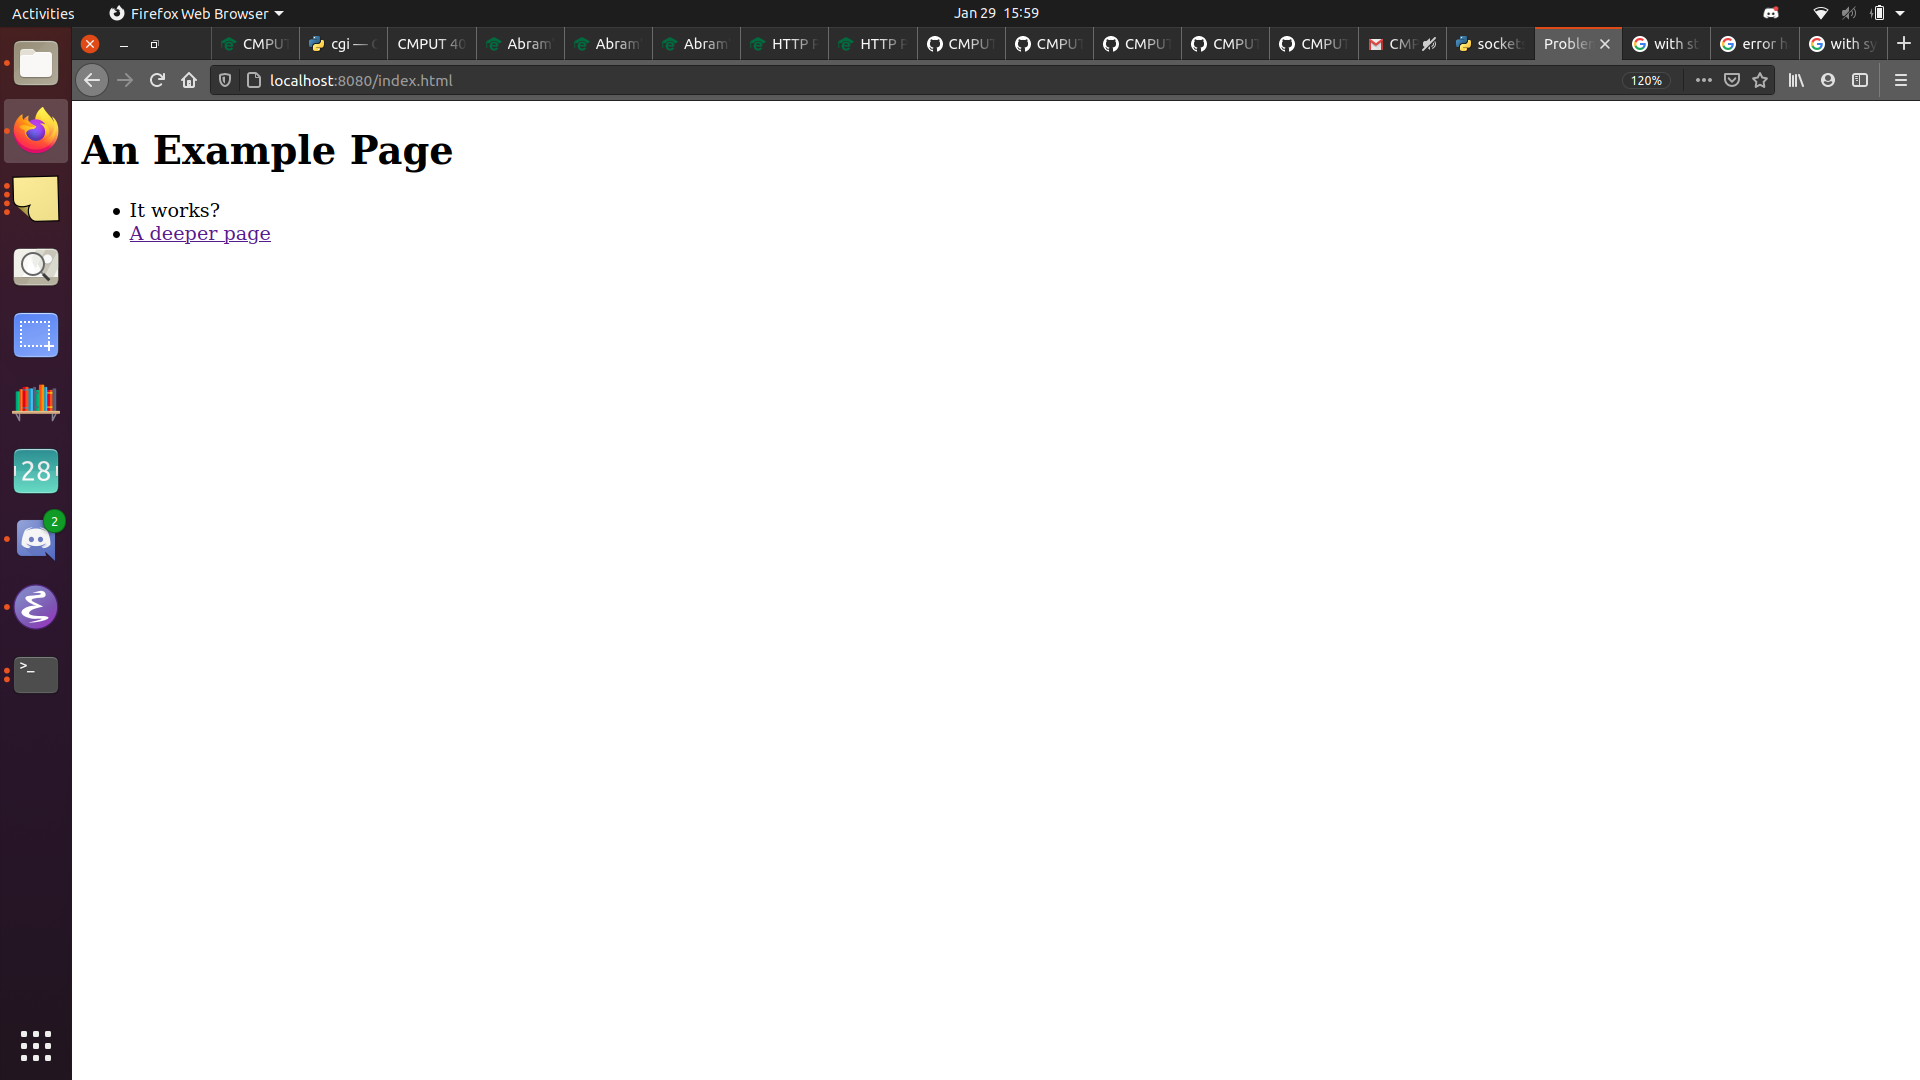 Activities Firefox Web Browser Jan 29 15:59
CMPUT cgi — CMPUT 40 Abram Abram Abram HTTP HTTP CMPUT CMPUT CMPUT CMPUT CMPUT CMP socket Problem with st error h with sy
localhost:8080/index.html 120%
An Example Page
It works?
A deeper page
28
2
>_